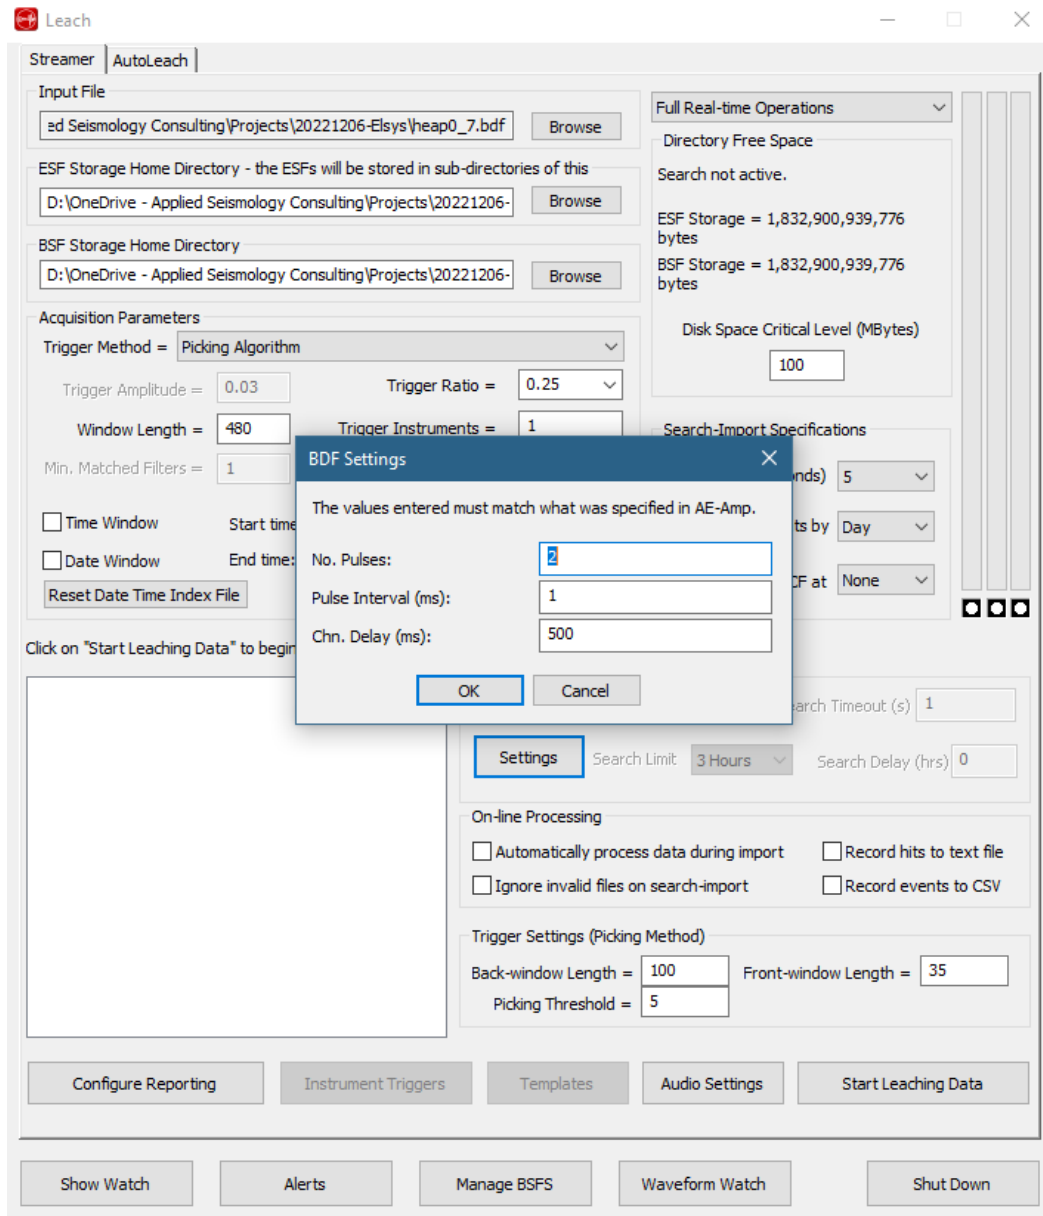 Leach
Streamer AutoLeach
Input File
ed Seismology Consulting\Projects\20221206-Elsys\heap0_7.bdf Browse
ESF Storage Home Directory - the ESFs will be stored in sub-directories of this
D:\OneDrive - Applied Seismology Consulting\Projects\20221206- Browse
BSF Storage Home Directory
D:\OneDrive - Applied Seismology Consulting\Projects\20221206- Browse
Full Real-time Operations
Directory Free Space
Search not active.
ESF Storage = 1,832,900,939,776
bytes
BSF Storage = 1,832,900,939,776
bytes
Disk Space Critical Level (MBytes)
100
Acquisition Parameters
Trigger Method = Picking Algorithm
Trigger Amplitude = 0.03 Trigger Ratio = 0.25
Window Length = 480 Trigger Instruments = 1
Min. Matched Filters = 1
Time Window Start time
Date Window End time:
Reset Date Time Index File
Search-Import Specifications
onds) 5
ts by Day
CF at None
BDF Settings
The values entered must match what was specified in AE-Amp.
No. Pulses: 2
Pulse Interval (ms): 1
Chn. Delay (ms): 500
OK Cancel
Click on "Start Leaching Data" to begin
earch Timeout (s) 1
Settings Search Limit 3 Hours Search Delay (hrs) 0
On-line Processing
Automatically process data during import Record hits to text file
Ignore invalid files on search-import Record events to CSV
Trigger Settings (Picking Method)
Back-window Length = 100 Front-window Length = 35
Picking Threshold = 5
Configure Reporting Instrument Triggers Templates Audio Settings Start Leaching Data
Show Watch Alerts Manage BSFS Waveform Watch Shut Down